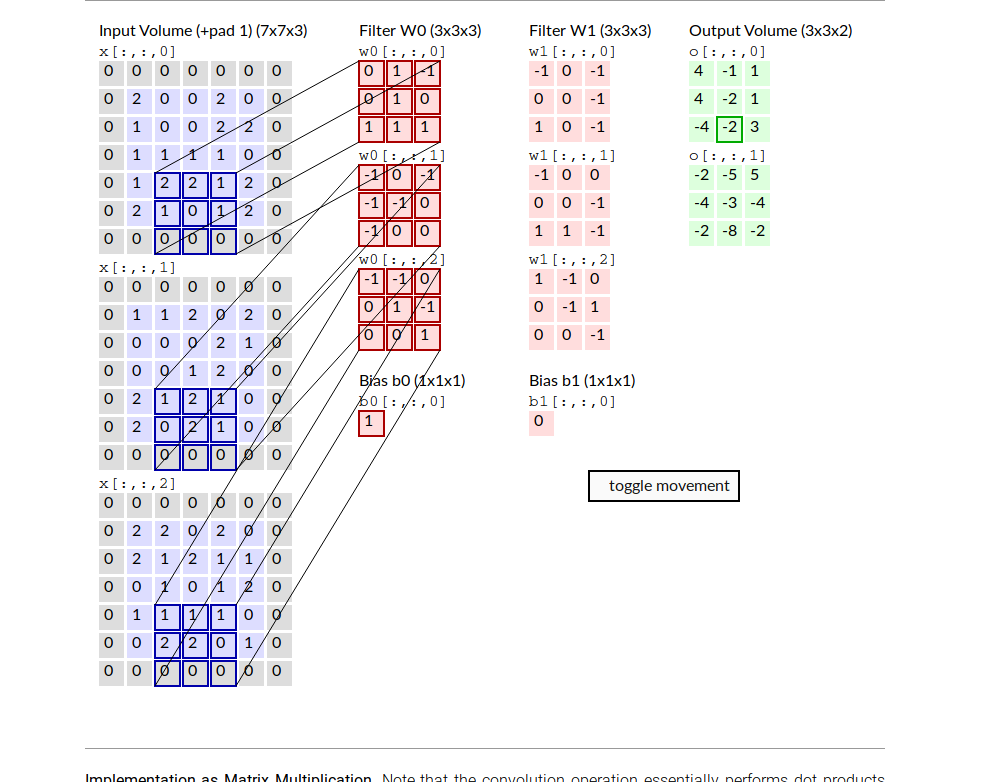 Input Volume (+pad 1) (7x7x3)
x[:,:,0]
0 0 0 0 0 0 0
0 2 0 0 2 0 0
0 1 0 0 2 2 0
0 1 1 1 1 0 0
0 1 2 2 1 2 0
0 2 1 0 1 2 0
0 0 0 0 0 0 0
x[:,:,1]
0 0 0 0 0 0 0
0 1 1 2 0 2 0
0 0 0 0 2 1 0
0 0 0 1 2 0 0
0 2 1 2 1 0 0
0 2 0 2 1 0 0
0 0 0 0 0 0 0
x[:,:,2]
0 0 0 0 0 0 0
0 2 2 0 2 0 0
0 2 1 2 1 1 0
0 0 1 0 1 2 0
0 1 1 1 1 0 0
0 0 2 2 0 1 0
0 0 0 0 0 0 0
Filter W0 (3x3x3)
w0[:,:,0]
0 1 -1
0 1 0
1 1 1
w0[:,:,1]
-1 0 -1
-1 -1 0
-1 0 0
w0[:,:,2]
-1 -1 0
0 1 -1
0 0 1
Bias b0 (1x1x1)
b0[:,:,0]
1
Filter W1 (3x3x3)
w1[:,:,0]
-1 0 -1
0 0 -1
1 0 -1
w1[:,:,1]
-1 0 0
0 0 -1
1 1 -1
w1[:,:,2]
1 -1 0
0 -1 1
0 0 -1
Bias b1 (1x1x1)
b1[:,:,0]
0
Output Volume (3x3x2)
o[:,:,0]
4 -1 1
4 -2 1
-4 -2 3
o[:,:,1]
-2 -5 5
-4 -3 -4
-2 -8 -2
toggle movement
Implementation as Matrix Multiplication. Note that the convolution operation essentially performs dot products